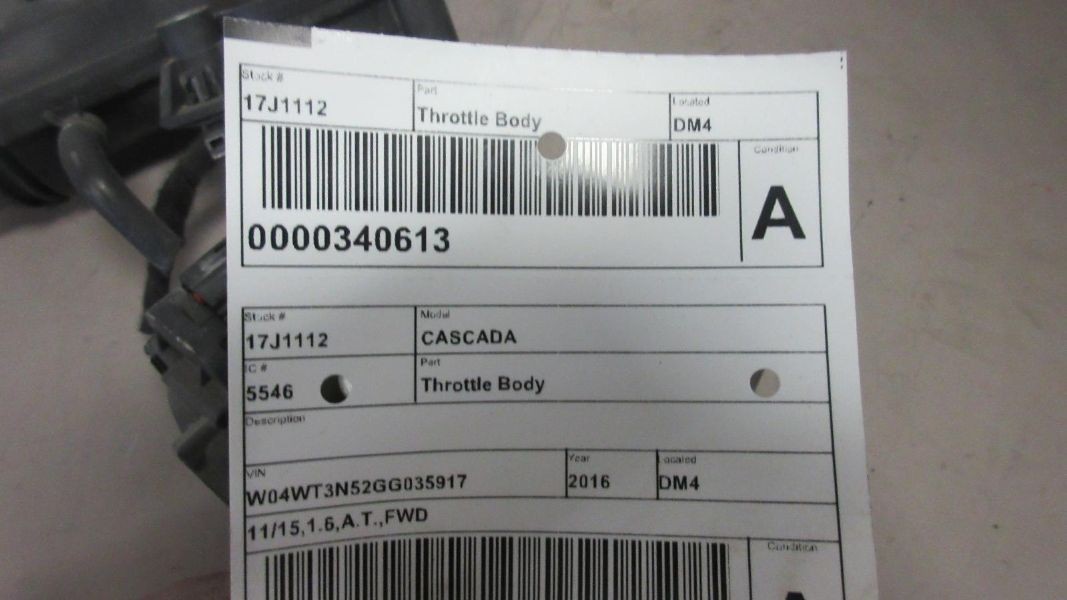 Stock # Part Located
17J1112 Throttle Body DM4
Condition
A
0000340613
Stock # Model
17J1112 CASCADA
IC # Part
5546 Throttle Body
Description
VIN Year Located
W04WT3N52GG035917 2016 DM4
11/15,1.6,A.T.,FWD
Condition
A